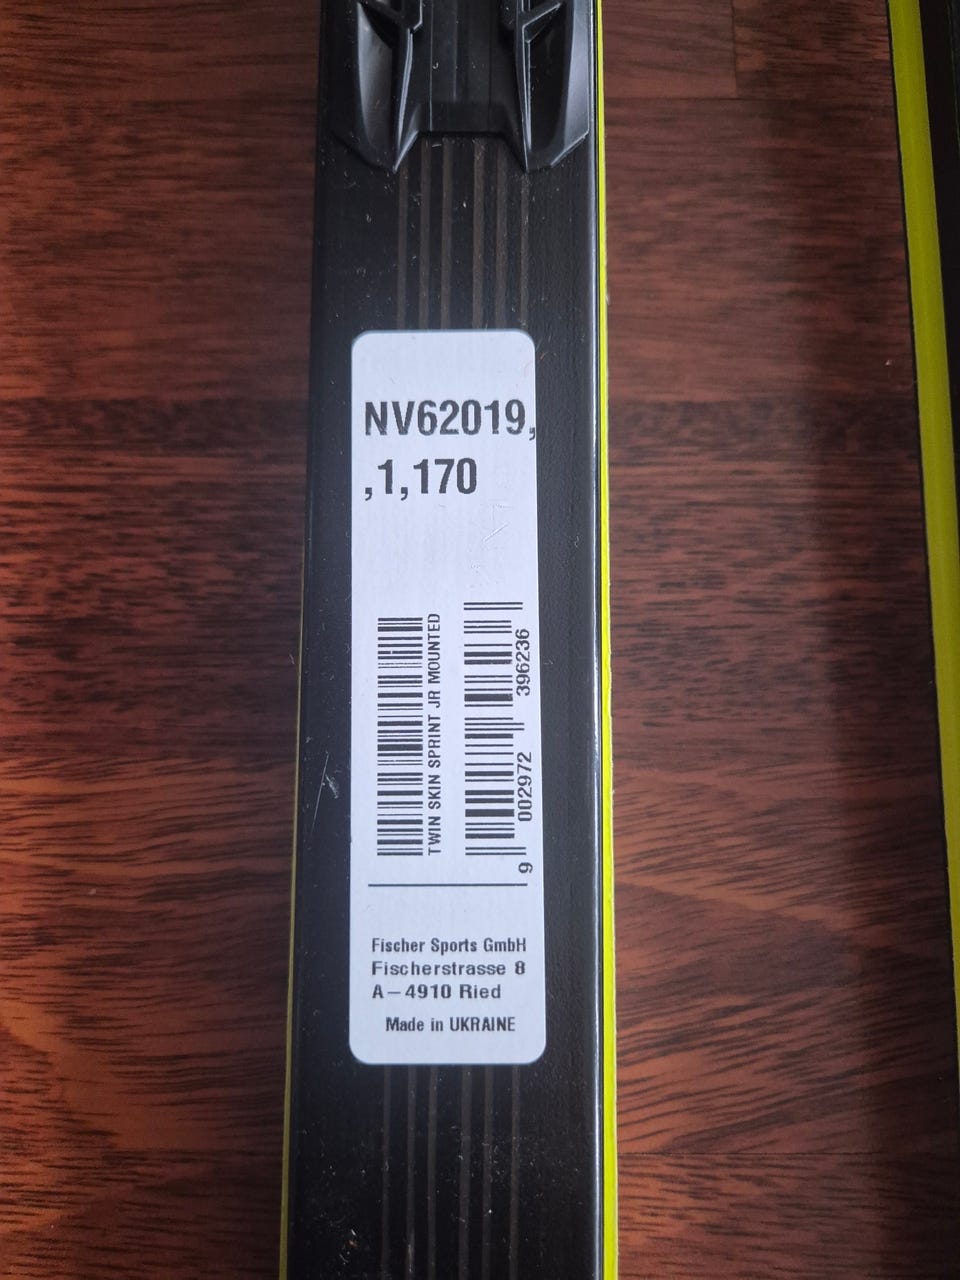 NV62019,
,1,170
TWIN SKIN SPRINT JR MOUNTED
9 002972 396236
Fischer Sports GmbH
Fischerstrasse 8
A-4910 Ried
Made in UKRAINE